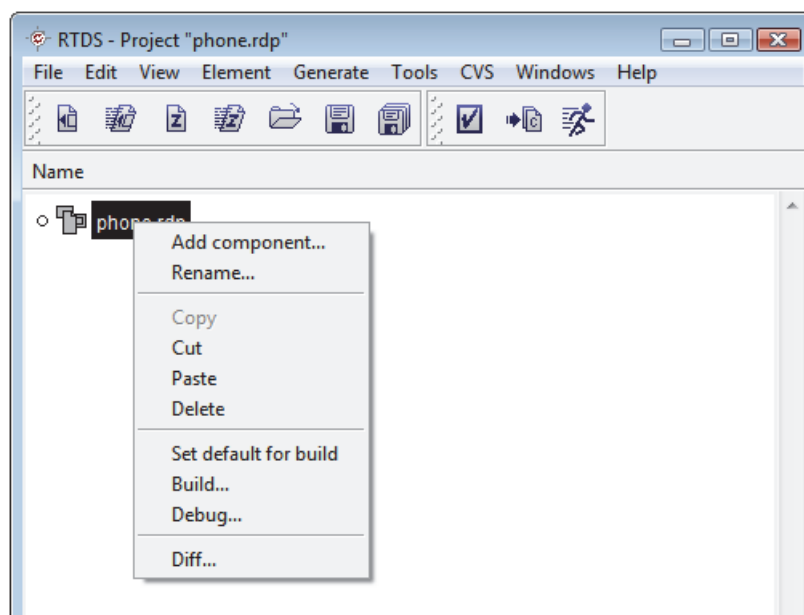 RTDS - Project "phone.rdp"
File Edit View Element Generate Tools CVS Windows Help
Name
phone.rdp
Add component...
Rename...
Copy
Cut
Paste
Delete
Set default for build
Build...
Debug...
Diff...